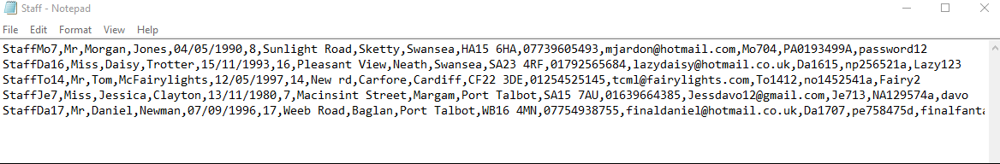 Staff - Notepad
File Edit Format View Help
StaffMo7,Mr,Morgan,Jones,04/05/1990,8,Sunlight Road,Sketty,Swansea,HA15 6HA,07739605493,mjardon@hotmail.com,Mo704,PA0193499A,password12
StaffDa16,Miss,Daisy,Trotter,15/11/1993,16,Pleasant View,Neath,Swansea,SA23 4RF,01792565684,lazydaisy@hotmail.co.uk,Da1615,np256521a,Lazy123
StaffTo14,Mr,Tom,McFairylights,12/05/1997,14,New rd,Carfore,Cardiff,CF22 3DE,01254525145,tcml@fairylights.com,To1412,no1452541a,Fairy2
StaffJe7,Miss,Jessica,Clayton,13/11/1980,7,Macinsint Street,Margam,Port Talbot,SA15 7AU,01639664385,Jessdavo12@gmail.com,Je713,NA129574a,davo
StaffDa17,Mr,Daniel,Newman,07/09/1996,17,Weeb Road,Baglan,Port Talbot,WB16 4MN,07754938755,finaldaniel@hotmail.co.uk,Da1707,pe758475d,finalfanta